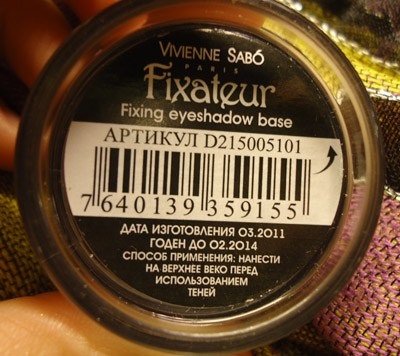 VIVIENNE SABÓ
PARIS
Fixateur
Fixing eyeshadow base
АРТИКУЛ D215005101
7 640139 359155
ДАТА ИЗГОТОВЛЕНИЯ 03.2011
ГОДЕН ДО 02.2014
СПОСОБ ПРИМЕНЕНИЯ: НАНЕСТИ
НА ВЕРХНЕЕ ВЕКО ПЕРЕД
ИСПОЛЬЗОВАНИЕМ
ТЕНЕЙ